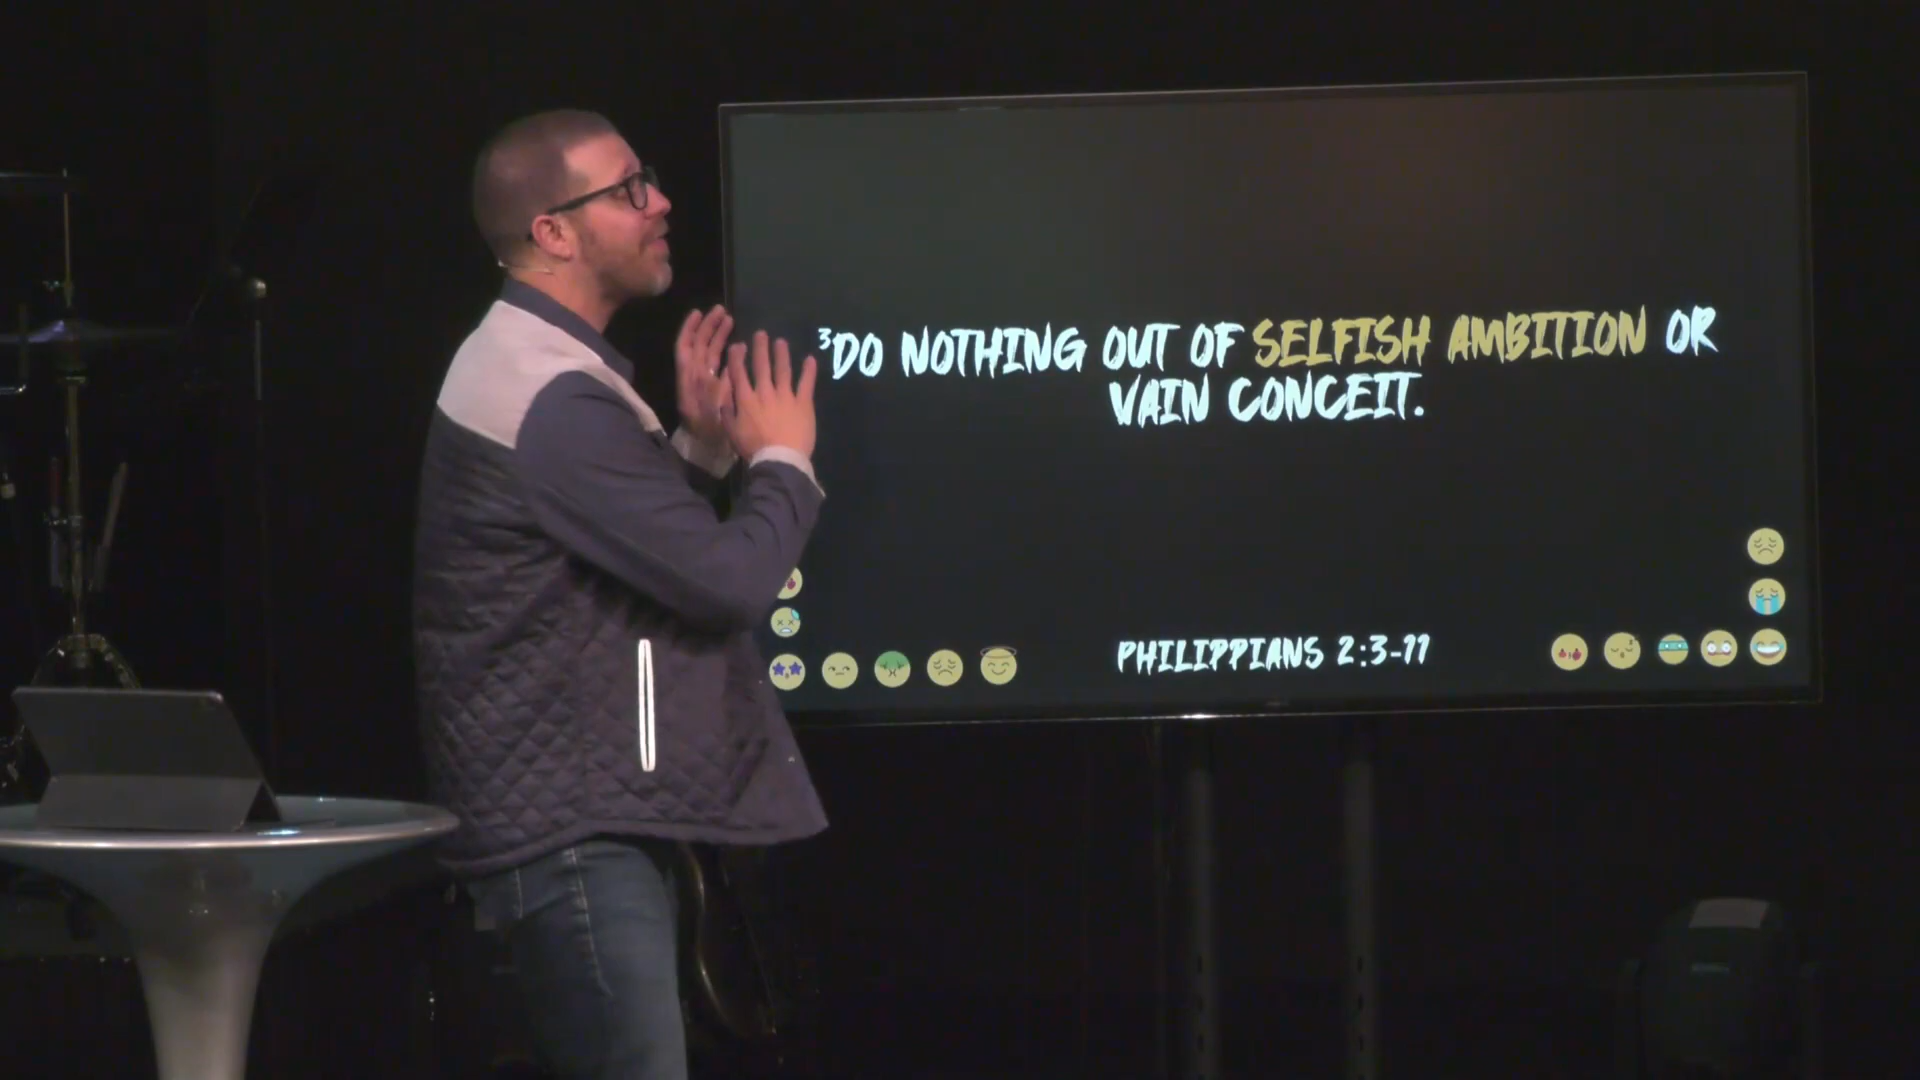 ³DO NOTHING OUT OF SELFISH AMBITION OR
VAIN CONCEIT.
PHILIPPIANS 2:3-11